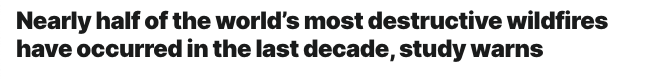 Nearly half of the world’s most destructive wildfires
have occurred in the last decade, study warns